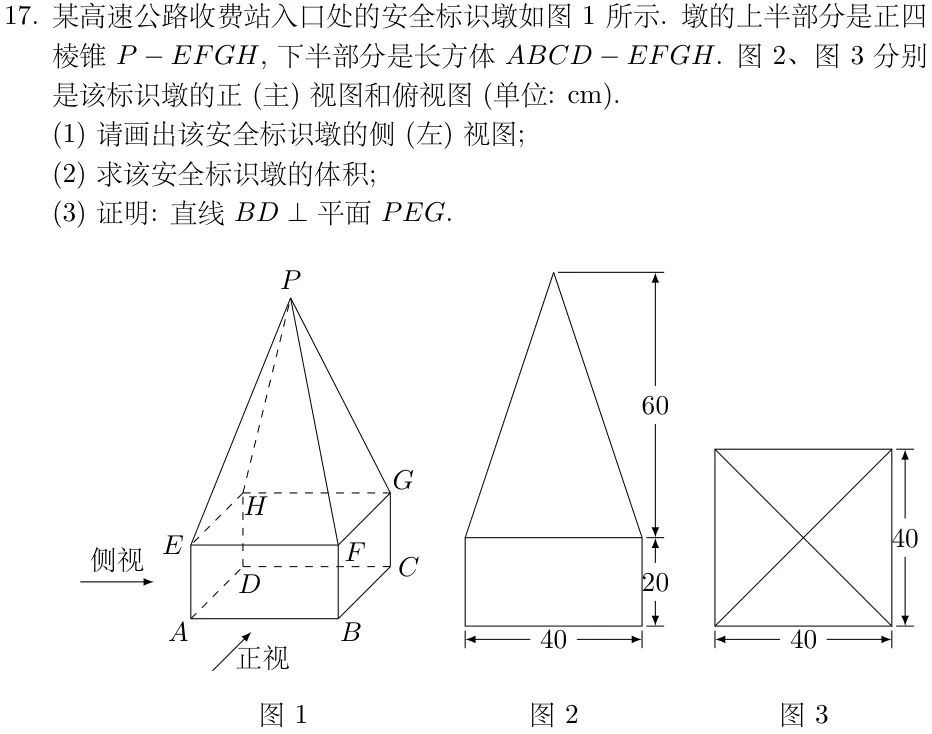 17. 某高速公路收费站入口处的安全标识墩如图 1 所示. 墩的上半部分是正四
棱锥 P − EFGH, 下半部分是长方体 ABCD − EFGH. 图 2、图 3 分别
是该标识墩的正 (主) 视图和俯视图 (单位: cm).
(1) 请画出该安全标识墩的侧 (左) 视图;
(2) 求该安全标识墩的体积;
(3) 证明: 直线 BD ⊥ 平面 PEG.
P
60
G
H
E
F
侧视
40
C
D
20
A
B
正视
40
40
图 1
图 2
图 3